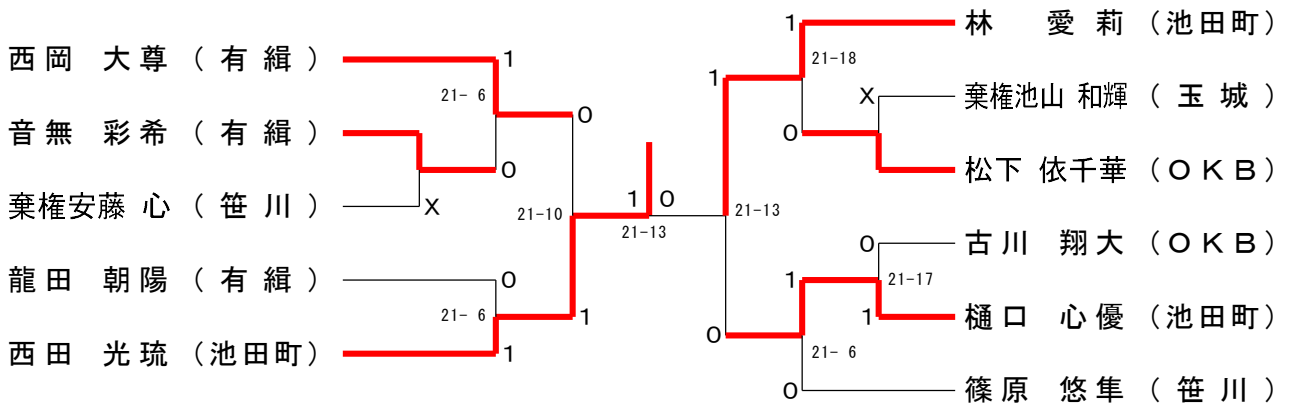 西岡 大尊 ( 有 緝 )
1
21- 6
0
音無 彩希 ( 有 緝 )
0
棄権安藤 心 ( 笹 川 )
X
21-10
龍田 朝陽 ( 有 緝 )
0
21- 6
1
西田 光琉 (池田町)
1
1 0
21-13
1
林 愛莉 (池田町)
21-18
1
X
棄権池山 和輝 ( 玉 城 )
0
松下 依千華 (OKB)
21-13
0
古川 翔大 (OKB)
1
21-17
1
樋口 心優 (池田町)
0
21- 6
0
篠原 悠隼 ( 笹 川 )